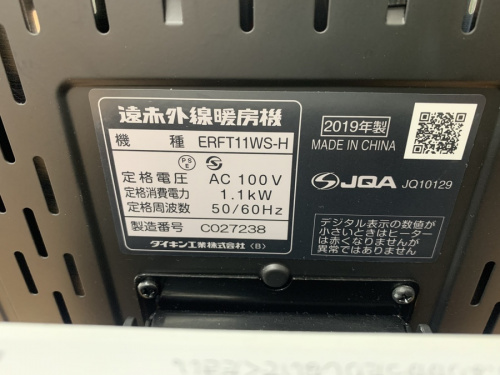 遠赤外線暖房機
機 種 ERFT11WS-H
PS E
定格電圧 AC 100V
定格消費電力 1.1kW
定格周波数 50/60Hz
製造番号 C027238
ダイキン工業株式会社 (B)
2019年製
MADE IN CHINA
JQA JQ10129
デジタル表示の数値が
小さいときはヒーター
は赤くなりませんが
異常ではありません